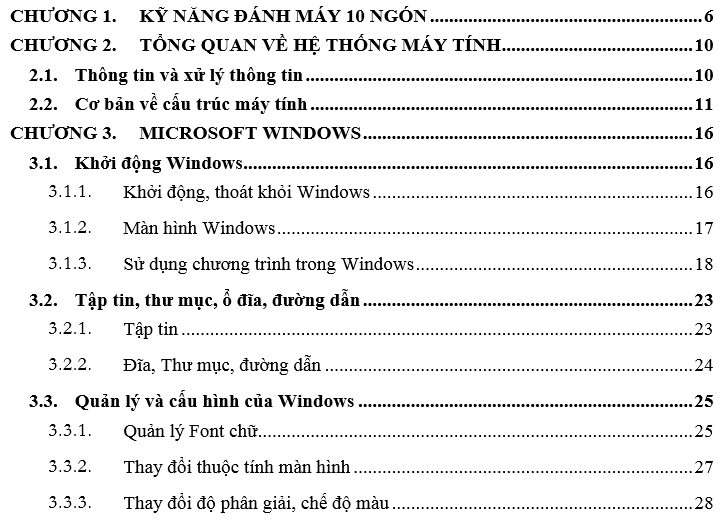 CHƯƠNG 1. KỸ NĂNG ĐÁNH MÁY 10 NGÓN 6
CHƯƠNG 2. TỔNG QUAN VỀ HỆ THỐNG MÁY TÍNH 10
2.1. Thông tin và xử lý thông tin 10
2.2. Cơ bản về cấu trúc máy tính 11
CHƯƠNG 3. MICROSOFT WINDOWS 16
3.1. Khởi động Windows 16
3.1.1. Khởi động, thoát khỏi Windows 16
3.1.2. Màn hình Windows 17
3.1.3. Sử dụng chương trình trong Windows 18
3.2. Tập tin, thư mục, ổ đĩa, đường dẫn 23
3.2.1. Tập tin 23
3.2.2. Đĩa, Thư mục, đường dẫn 24
3.3. Quản lý và cấu hình của Windows 25
3.3.1. Quản lý Font chữ 25
3.3.2. Thay đổi thuộc tính màn hình 27
3.3.3. Thay đổi độ phân giải, chế độ màu 28